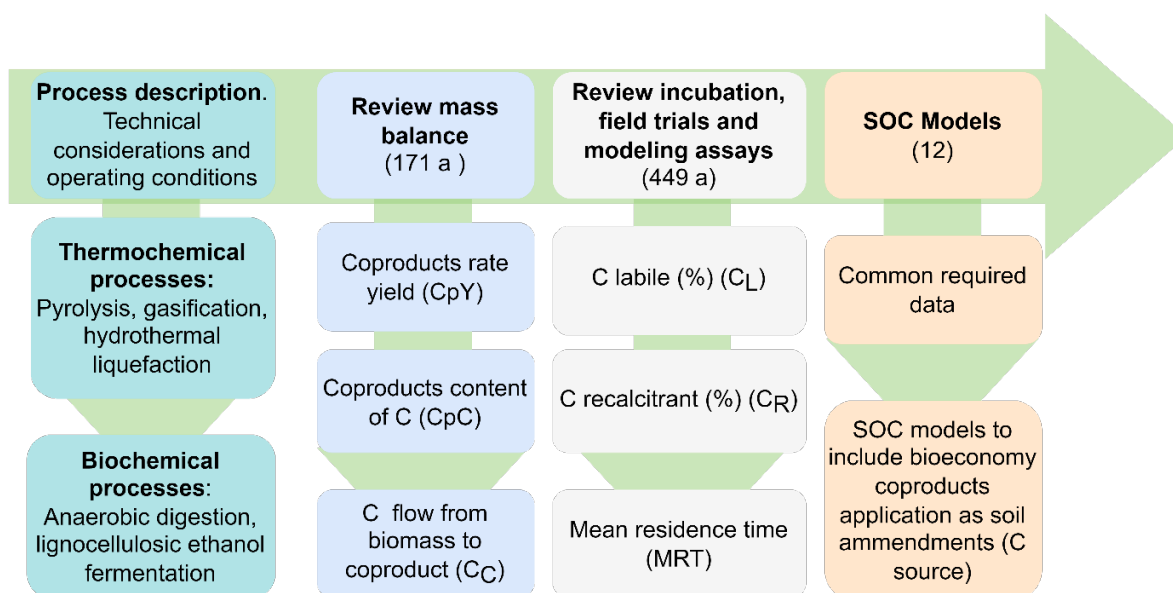 Process description.
Technical
considerations and
operating conditions
Review mass
balance
(171 a )
Review incubation,
field trials and
modeling assays
(449 a)
SOC Models
(12)
Thermochemical
processes:
Pyrolysis, gasification,
hydrothermal
liquefaction
Biochemical
processes:
Anaerobic digestion,
lignocellulosic ethanol
fermentation
Coproducts rate
yield (CpY)
Coproducts content
of C (CpC)
C flow from
biomass to
coproduct (CC)
C labile (%) (CL)
C recalcitrant (%) (CR)
Mean residence time
(MRT)
Common required
data
SOC models to
include bioeconomy
coproducts
application as soil
ammendments (C
source)